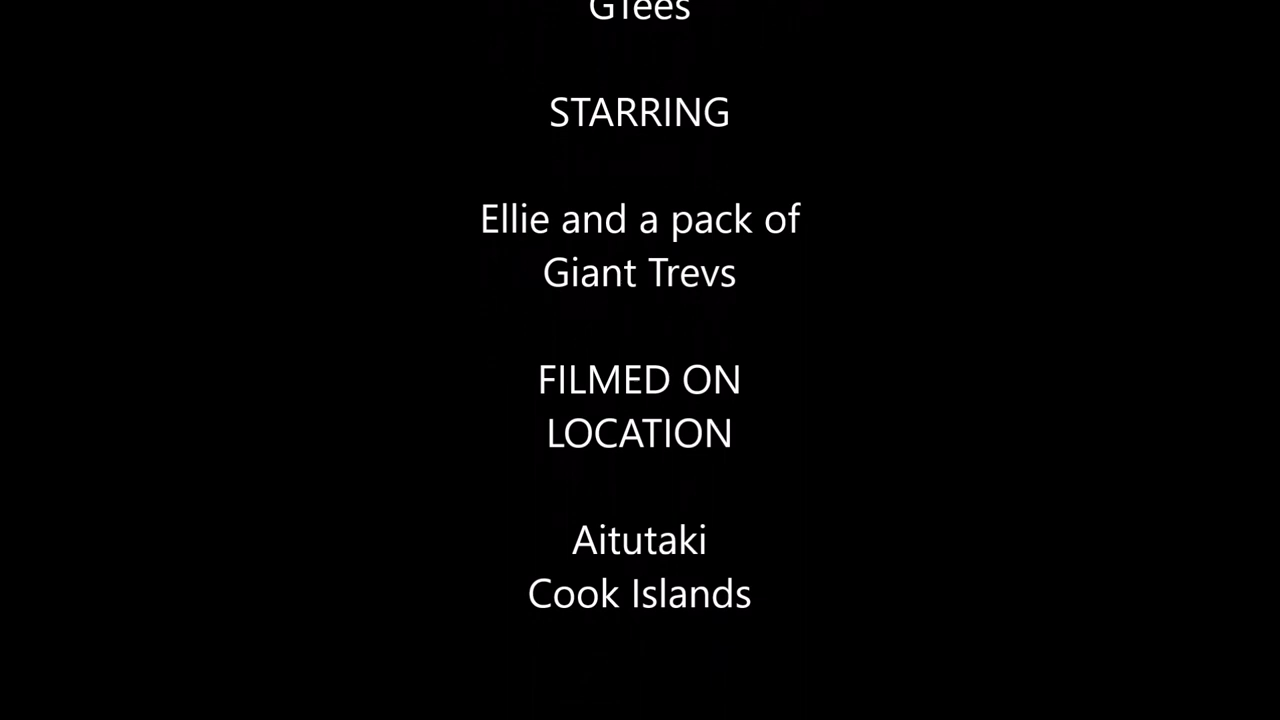 GTees
STARRING
Ellie and a pack of
Giant Trevs
FILMED ON
LOCATION
Aitutaki
Cook Islands